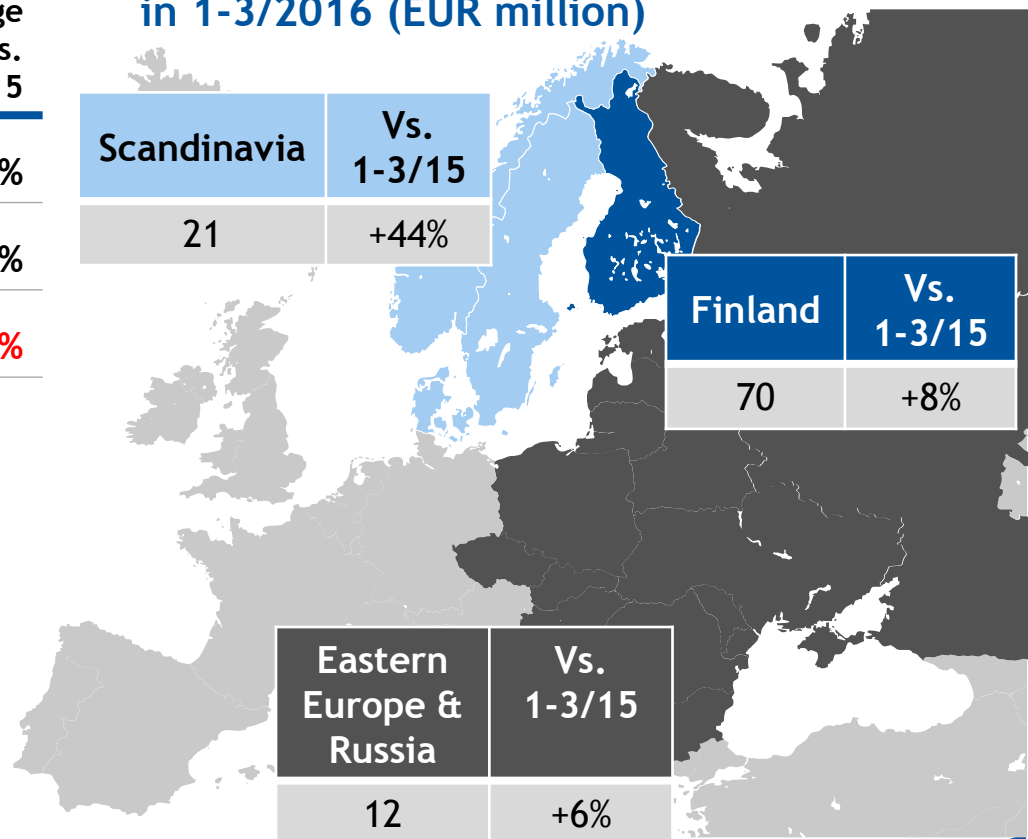 ge
s.
5
%
%
%
in 1-3/2016 (EUR million)
Scandinavia
Vs.
1-3/15
21
+44%
Finland
Vs.
1-3/15
70
+8%
Eastern
Europe &
Russia
Vs.
1-3/15
12
+6%